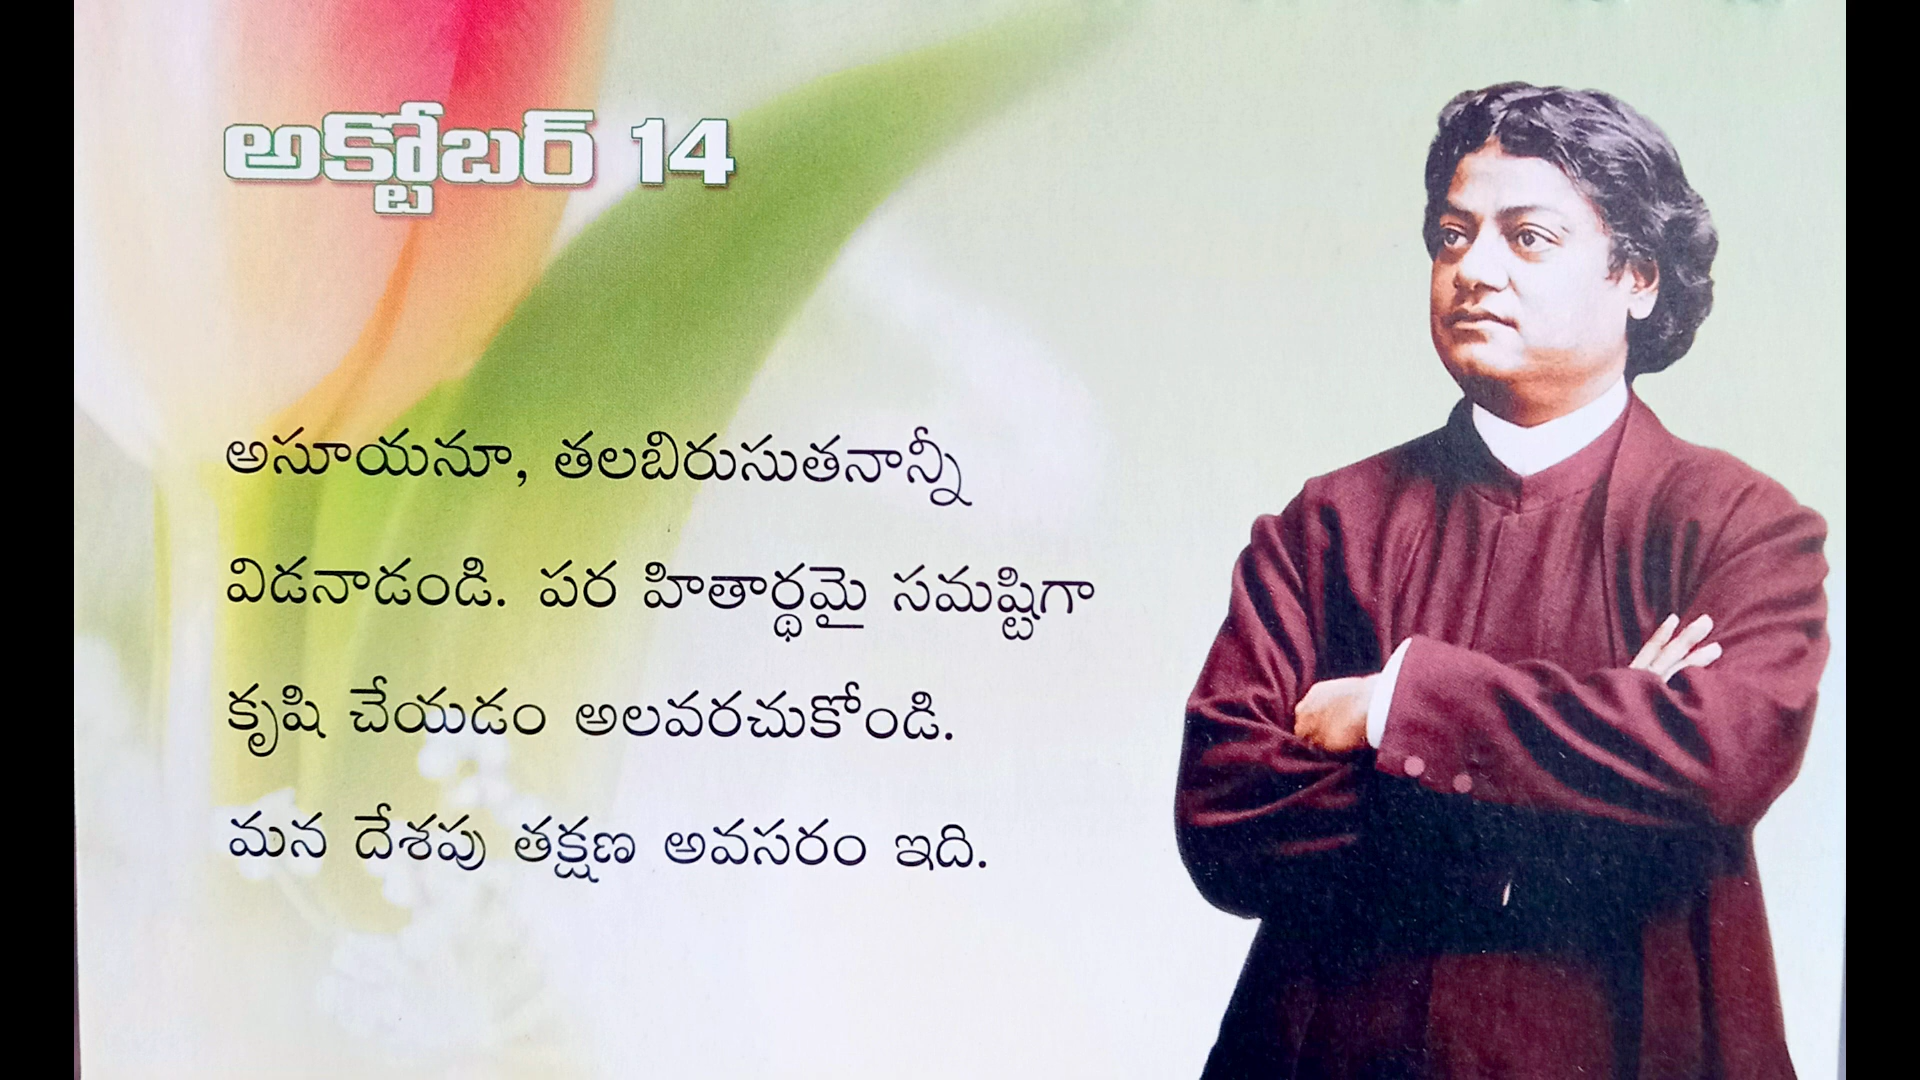 అక్టోబర్ 14
అసూయనూ, తలబిరుసుతనాన్నీ
విడనాడండి. పర హితార్థమై సమష్టిగా
కృషి చేయడం అలవరచుకోండి.
మన దేశపు తక్షణ అవసరం ఇది.